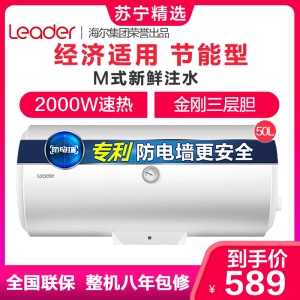 苏宁精选
Leader 海尔集团荣誉出品
经济适用 节能型
M式新鲜注水
2000W速热 金刚三层胆
50L
防电墙 专利 防电墙更安全
Leader
全国联保 整机八年包修
到手价
¥589